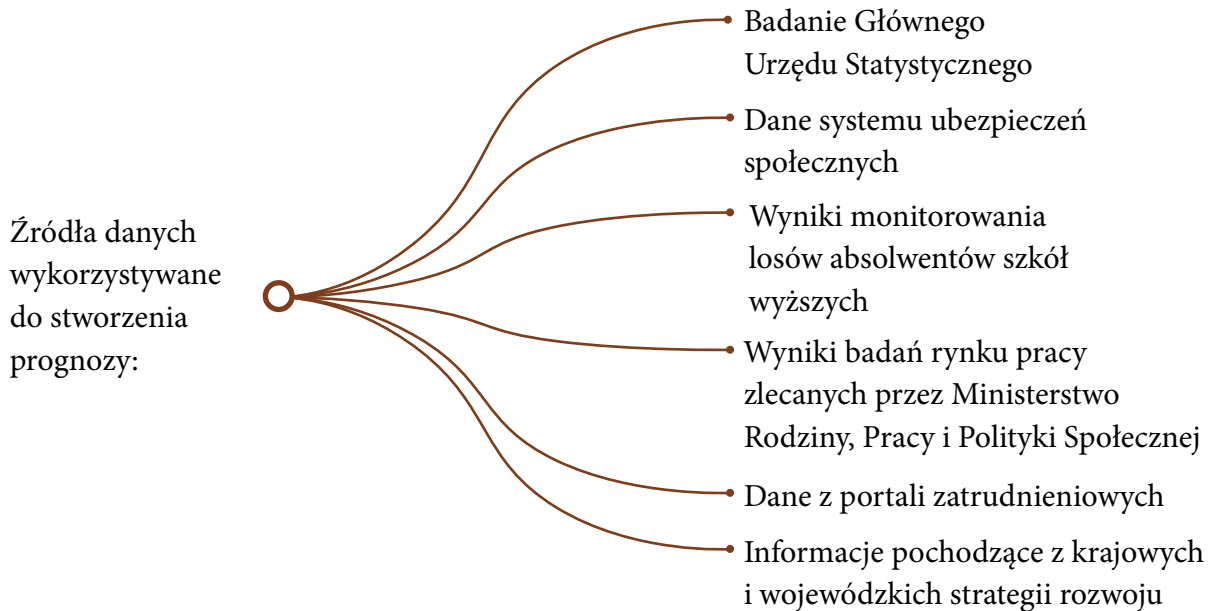 Źródła danych
wykorzystywane
do stworzenia
prognozy:
Badanie Głównego
Urzędu Statystycznego
Dane systemu ubezpieczeń
społecznych
Wyniki monitorowania
losów absolwentów szkół
wyższych
Wyniki badań rynku pracy
zlecanych przez Ministerstwo
Rodziny, Pracy i Polityki Społecznej
Dane z portali zatrudnieniowych
Informacje pochodzące z krajowych
i wojewódzkich strategii rozwoju